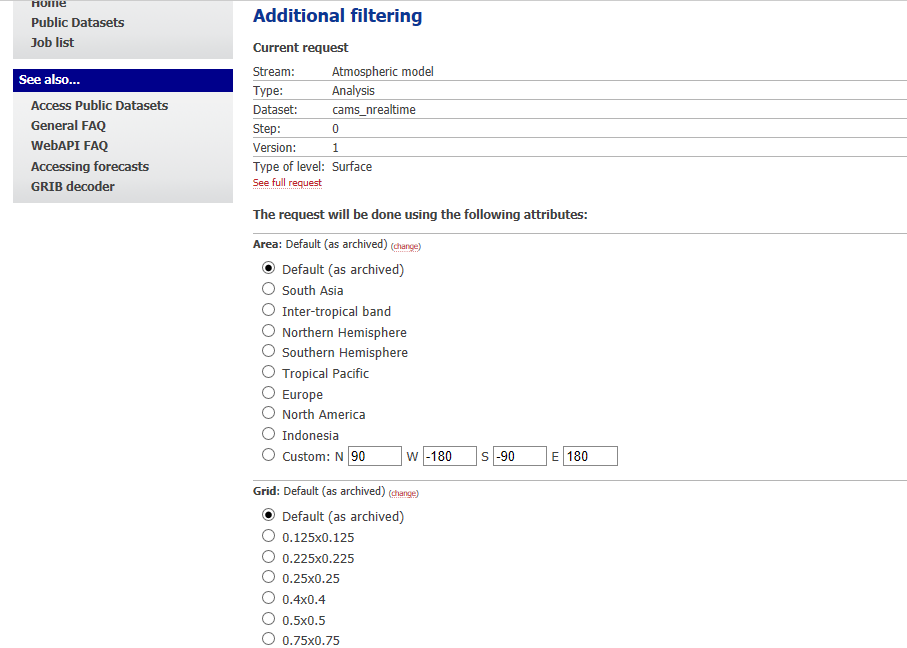 Home
Public Datasets
Job list
See also...
Access Public Datasets
General FAQ
WebAPI FAQ
Accessing forecasts
GRIB decoder
Additional filtering
Current request
Stream: Atmospheric model
Type: Analysis
Dataset: cams_nrealtime
Step: 0
Version: 1
Type of level: Surface
See full request
The request will be done using the following attributes:
Area: Default (as archived) (change)
Default (as archived)
South Asia
Inter-tropical band
Northern Hemisphere
Southern Hemisphere
Tropical Pacific
Europe
North America
Indonesia
Custom: N 90 W -180 S -90 E 180
Grid: Default (as archived) (change)
Default (as archived)
0.125x0.125
0.225x0.225
0.25x0.25
0.4x0.4
0.5x0.5
0.75x0.75